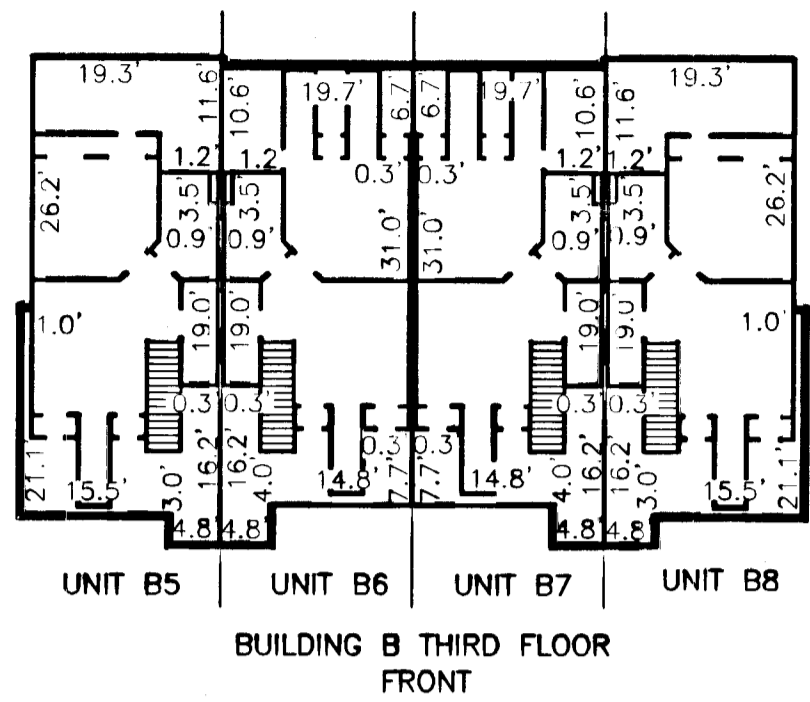 19.3' 11.6' 10.6' 19.7' 6.7' 6.7' 19.7' 10.6' 11.6' 19.3'
1.2' 1.2 0.3' 0.3' 1.2' 1.2'
26.2' 3.5' 3.5' 3.5' 3.5' 26.2'
0.9' 0.9' 31.0' 31.0' 0.9' 0.9'
1.0' 19.0' 19.0' 19.0' 19.0' 1.0'
0.3' 0.3' 0.3' 0.3'
0.3' 0.3
21.1' 15.5' 3.0' 16.2' 16.2' 4.0' 14.8' 7.7' 7.7' 14.8' 4.0' 16.2' 16.2' 3.0' 15.5' 21.1'
4.8' 4.8' 4.8' 4.8
UNIT B5 UNIT B6 UNIT B7 UNIT B8
BUILDING B THIRD FLOOR
FRONT